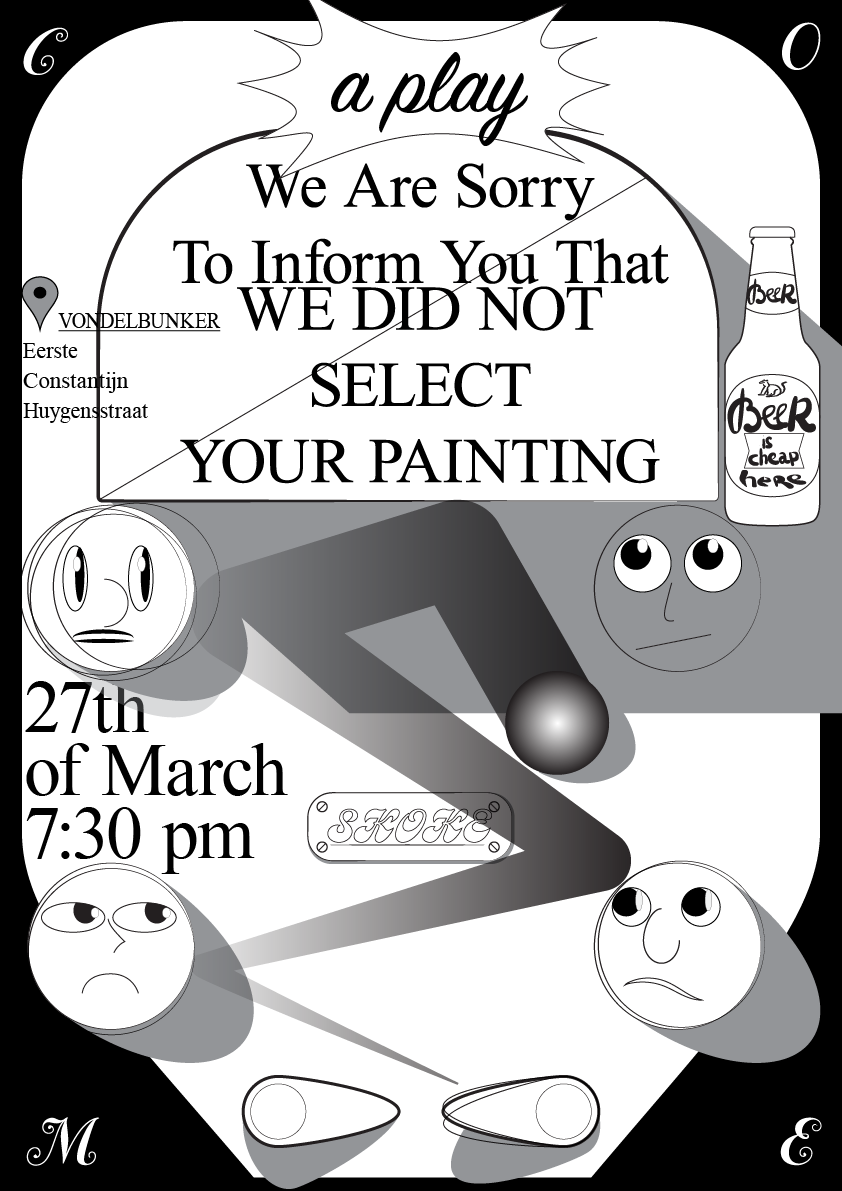 C
O
a play
We Are Sorry
To Inform You That
WE DID NOT
SELECT
YOUR PAINTING
VONDELBUNKER
Eerste
Constantijn
Huygensstraat
BeeR
BeeR
is
cheap
here
27th
of March
7:30 pm
SKOKE
M
E